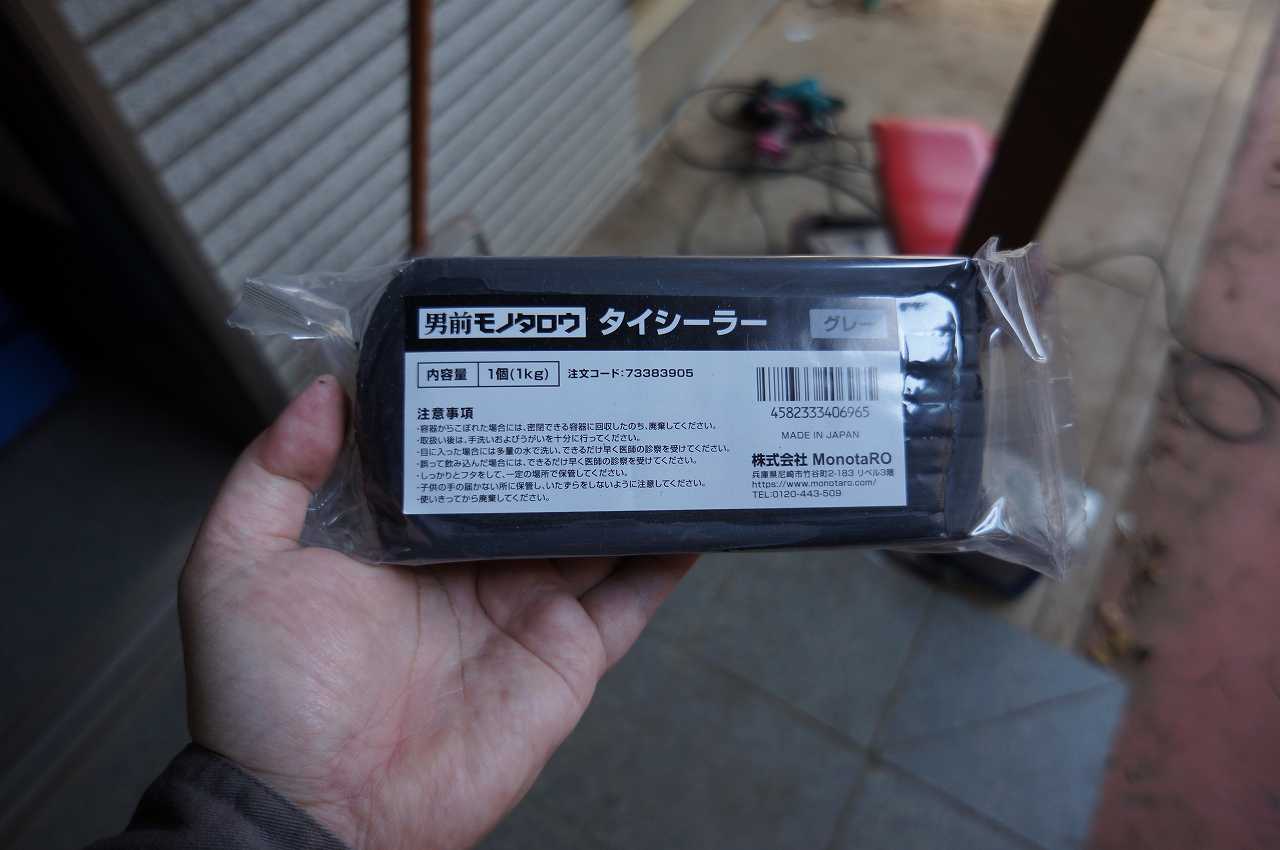 男前モノタロウ タイシーラー グレー
内容量 1個(1kg) 注文コード:73383905
注意事項
・容器からこぼれた場合には、密閉できる容器に回収したのち、廃棄してください。
・取扱い後は、手洗いおよびうがいを十分に行ってください。
・目に入った場合には多量の水で洗い、できるだけ早く医師の診察を受けてください。
・誤って飲み込んだ場合には、できるだけ早く医師の診察を受けてください。
・しっかりとフタをして、一定の場所で保管してください。
・子供の手の届かない所に保管し、いたずらをしないように注意してください。
・使いきってから廃棄してください。
4582333406965
MADE IN JAPAN
株式会社 MonotaRO
兵庫県尼崎市竹谷町2-183 リベル3階
https://www.monotaro.com/
TEL:0120-443-509